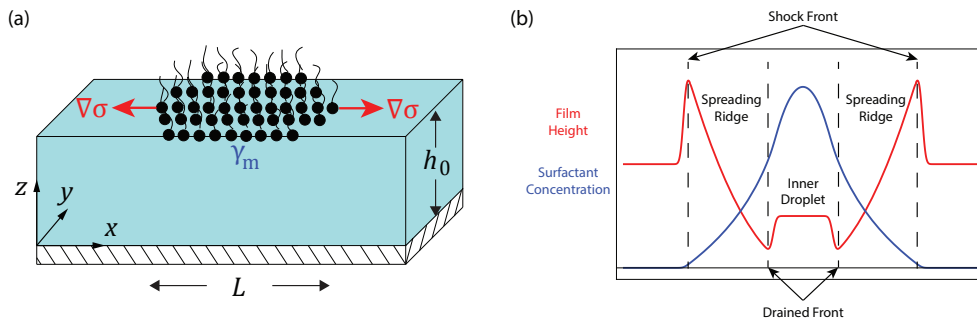 (a)
∇σ
∇σ
γm
h0
z
y
x
L
(b)
Shock Front
Film
Height
Surfactant
Concentration
Spreading
Ridge
Spreading
Ridge
Inner
Droplet
Drained Front